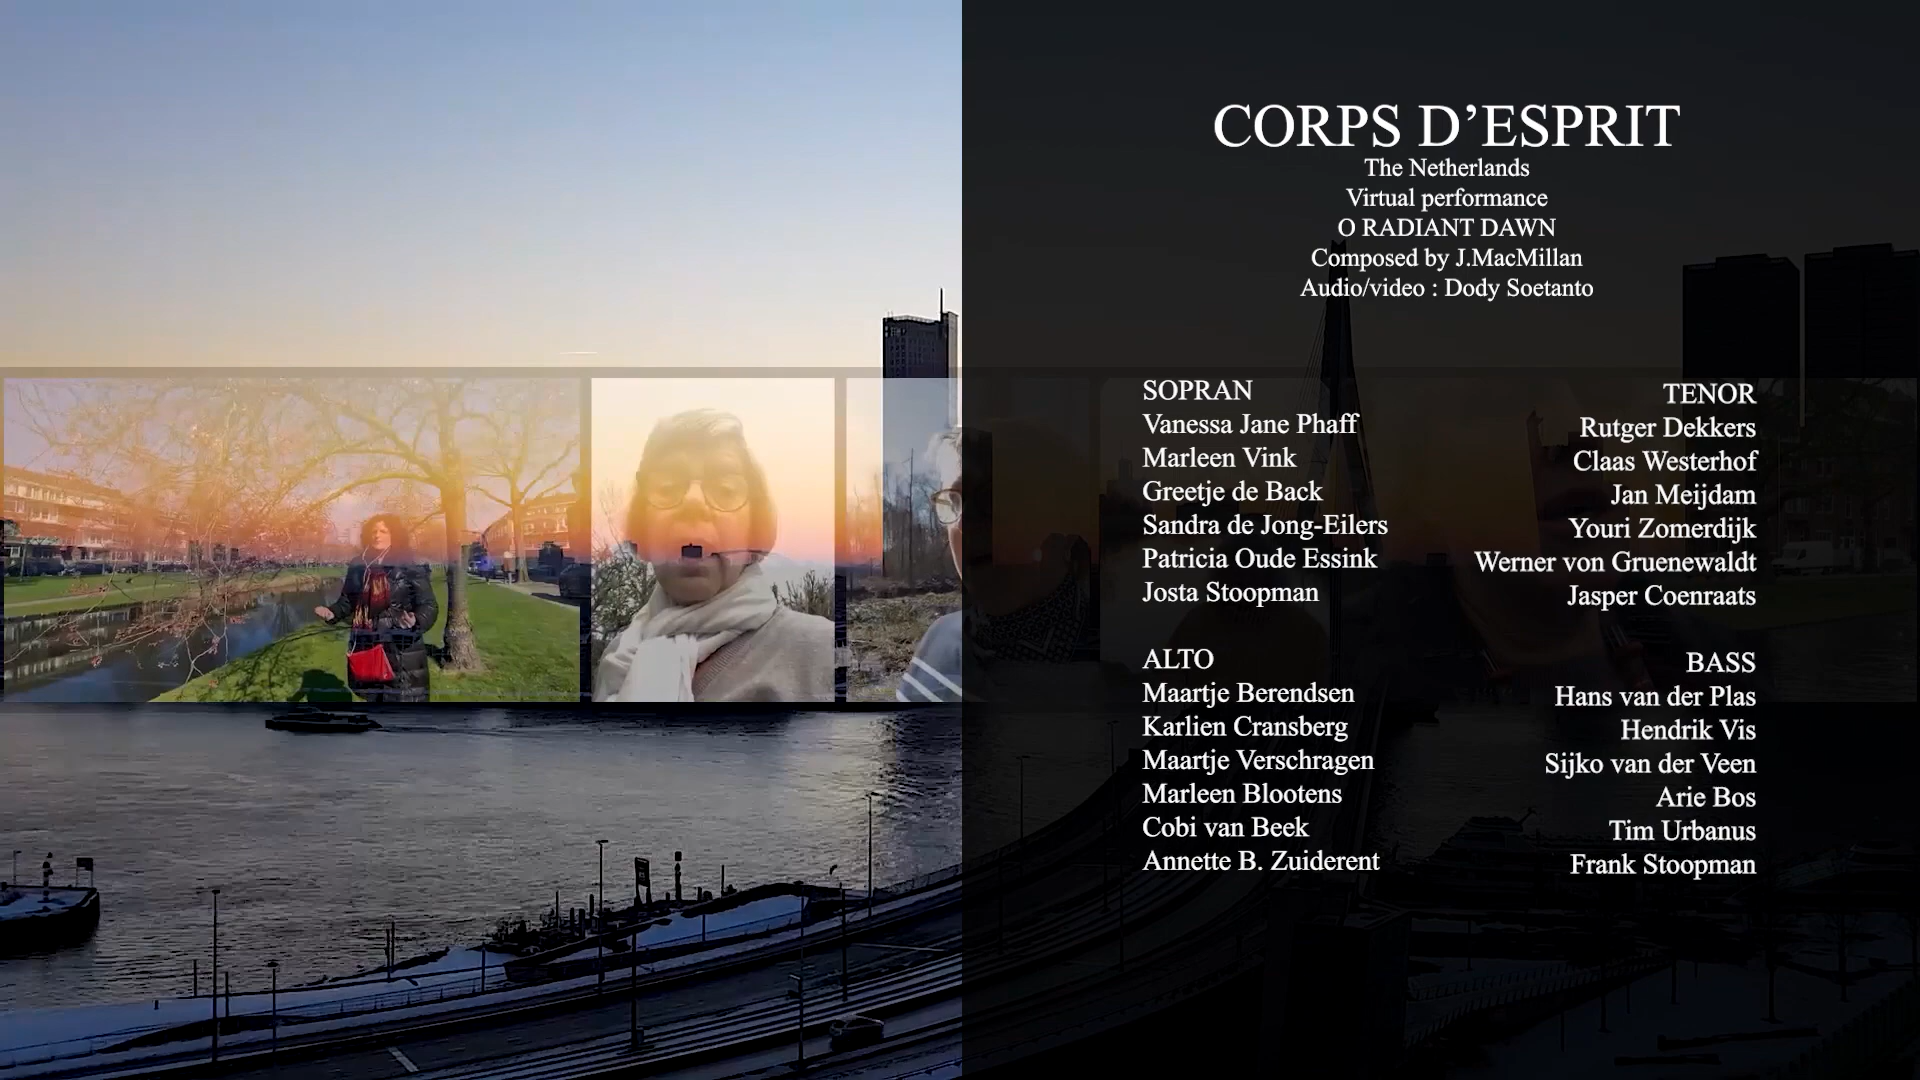 CORPS D’ESPRIT
The Netherlands
Virtual performance
O RADIANT DAWN
Composed by J.MacMillan
Audio/video : Dody Soetanto
SOPRAN
Vanessa Jane Phaff
Marleen Vink
Greetje de Back
Sandra de Jong-Eilers
Patricia Oude Essink
Josta Stoopman
ALTO
Maartje Berendsen
Karlien Cransberg
Maartje Verschragen
Marleen Blootens
Cobi van Beek
Annette B. Zuiderent
TENOR
Rutger Dekkers
Claas Westerhof
Jan Meijdam
Youri Zomerdijk
Werner von Gruenewaldt
Jasper Coenraats
BASS
Hans van der Plas
Hendrik Vis
Sijko van der Veen
Arie Bos
Tim Urbanus
Frank Stoopman